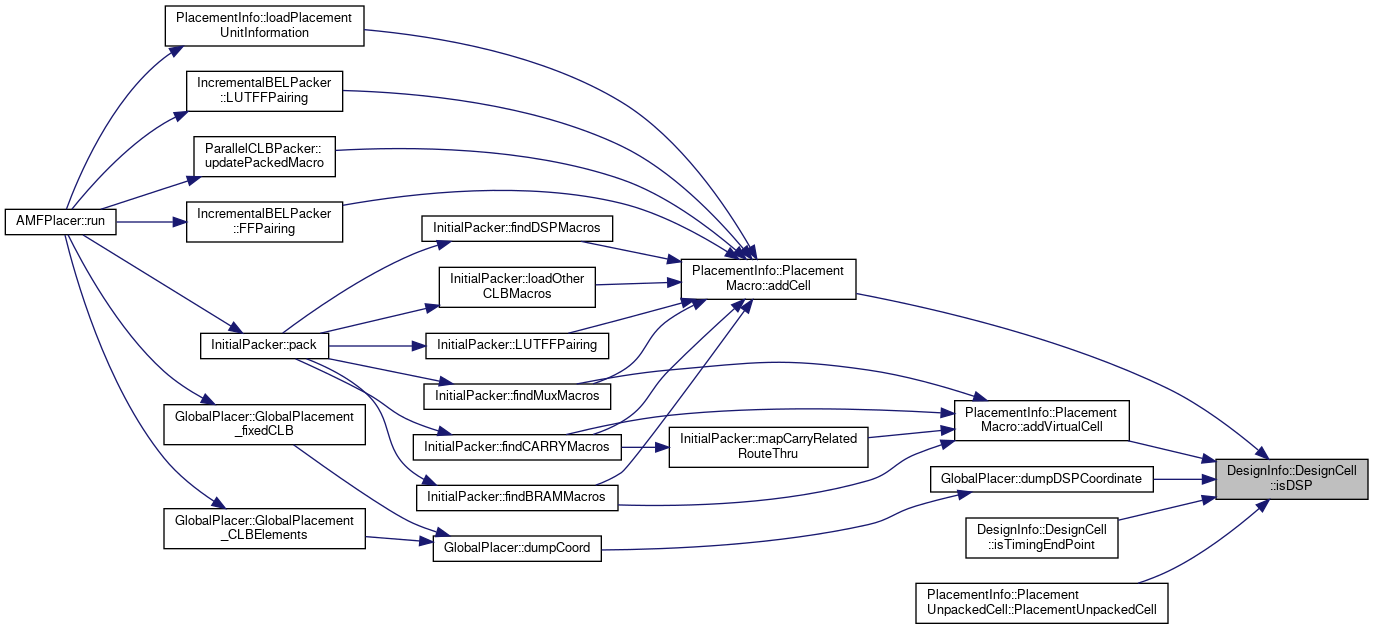 PlacementInfo::loadPlacement
UnitInformation
IncrementalBELPacker
::LUTFFPairing
ParallelCLBPacker::
updatePackedMacro
AMFPlacer::run
IncrementalBELPacker
::FFPairing
InitialPacker::findDSPMacros
InitialPacker::loadOther
CLBMacros
PlacementInfo::Placement
Macro::addCell
InitialPacker::pack
InitialPacker::LUTFFPairing
InitialPacker::findMuxMacros
GlobalPlacer::GlobalPlacement
_fixedCLB
InitialPacker::findCARRYMacros
InitialPacker::mapCarryRelated
RouteThru
PlacementInfo::Placement
Macro::addVirtualCell
InitialPacker::findBRAMMacros
GlobalPlacer::dumpDSPCoordinate
DesignInfo::DesignCell
::isDSP
GlobalPlacer::GlobalPlacement
_CLBElements
GlobalPlacer::dumpCoord
DesignInfo::DesignCell
::isTimingEndPoint
PlacementInfo::Placement
UnpackedCell::PlacementUnpackedCell